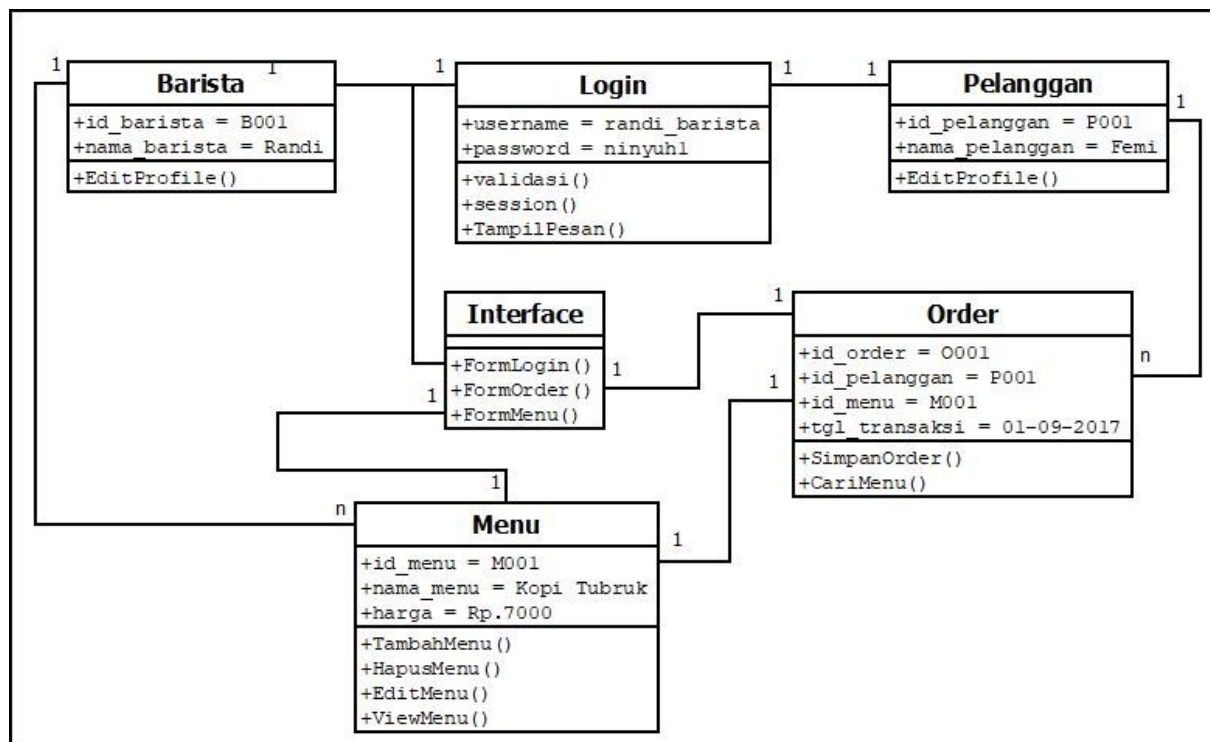 1
Barista
1
+id_barista = B001
+nama_barista = Randi
+EditProfile()
1
Login
1
+username = randi_barista
+password = ninyuh1
+validasi()
+session()
+TampilPesan()
1
Pelanggan
1
+id_pelanggan = P001
+nama_pelanggan = Femi
+EditProfile()
Interface
+FormLogin()
+FormOrder()
+FormMenu()
1
1
1
Order
n
1
+id_order = O001
+id_pelanggan = P001
+id_menu = M001
+tgl_transaksi = 01-09-2017
+SimpanOrder()
+CariMenu()
n
1
Menu
1
+id_menu = M001
+nama_menu = Kopi Tubruk
+harga = Rp.7000
+TambahMenu()
+HapusMenu()
+EditMenu()
+ViewMenu()